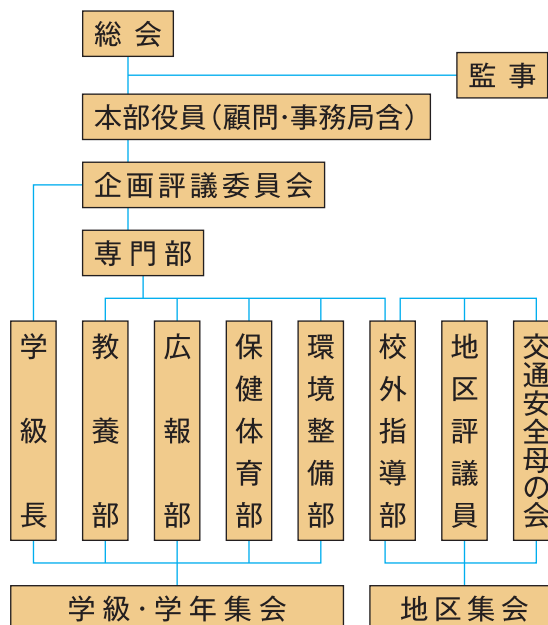 総会
監事
本部役員(顧問・事務局含)
企画評議委員会
専門部
学級長
教養部
広報部
保健体育部
環境整備部
校外指導部
地区評議員
交通安全母の会
学級・学年集会
地区集会